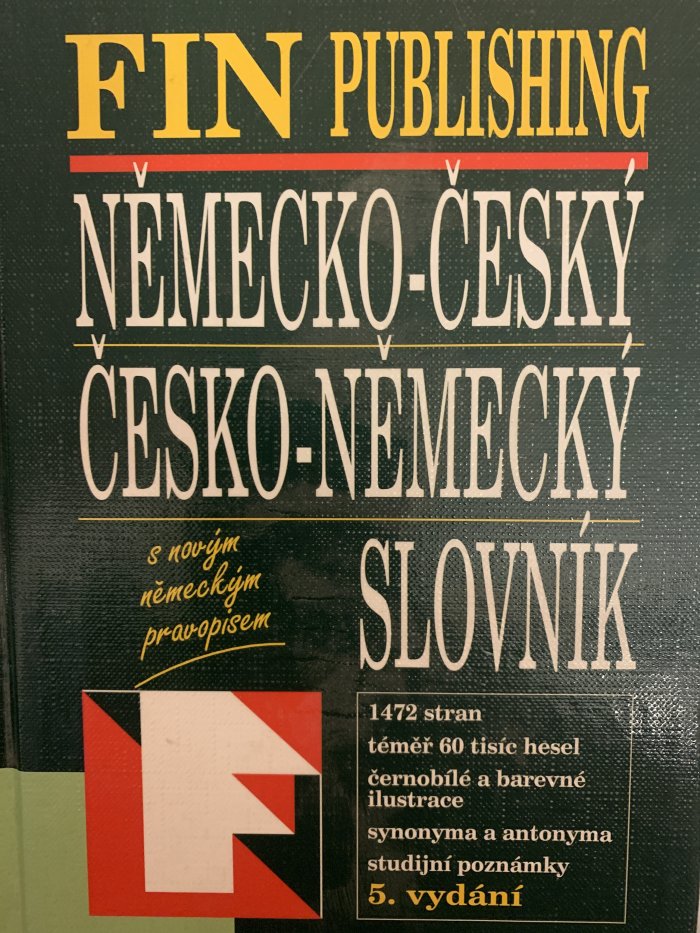 FIN PUBLISHING
NĚMECKO-ČESKÝ
ČESKO-NĚMECKÝ
SLOVNÍK
s novým
německým
pravopisem
1472 stran
téměř 60 tisíc hesel
černobílé a barevné
ilustrace
synonyma a antonyma
studijní poznámky
5. vydání